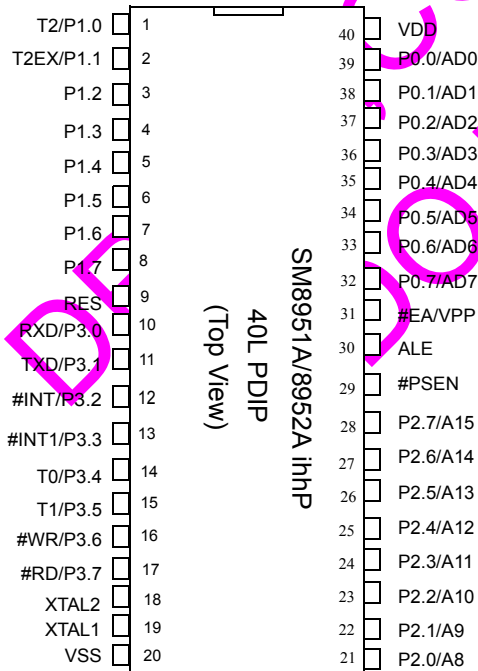 T2/P1.0 1 40 VDD
T2EX/P1.1 2 39 P0.0/AD0
P1.2 3 38 P0.1/AD1
P1.3 4 37 P0.2/AD2
P1.4 5 36 P0.3/AD3
P1.5 6 35 P0.4/AD4
P1.6 7 34 P0.5/AD5
P1.7 8 33 P0.6/AD6
RES 9 32 P0.7/AD7
RXD/P3.0 10 31 #EA/VPP
TXD/P3.1 11 30 ALE
#INT/P3.2 12 29 #PSEN
#INT1/P3.3 13 28 P2.7/A15
T0/P3.4 14 27 P2.6/A14
T1/P3.5 15 26 P2.5/A13
#WR/P3.6 16 25 P2.4/A12
#RD/P3.7 17 24 P2.3/A11
XTAL2 18 23 P2.2/A10
XTAL1 19 22 P2.1/A9
VSS 20 21 P2.0/A8
SM8951A/8952A ihhP
40L PDIP
(Top View)